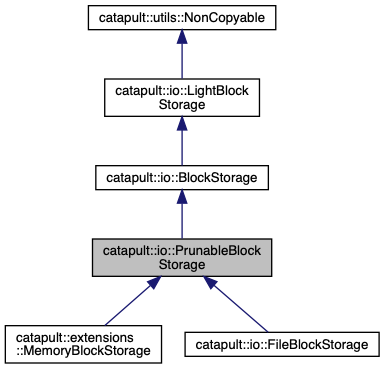 catapult::utils::NonCopyable
catapult::io::LightBlock
Storage
catapult::io::BlockStorage
catapult::io::PrunableBlock
Storage
catapult::extensions
::MemoryBlockStorage
catapult::io::FileBlockStorage